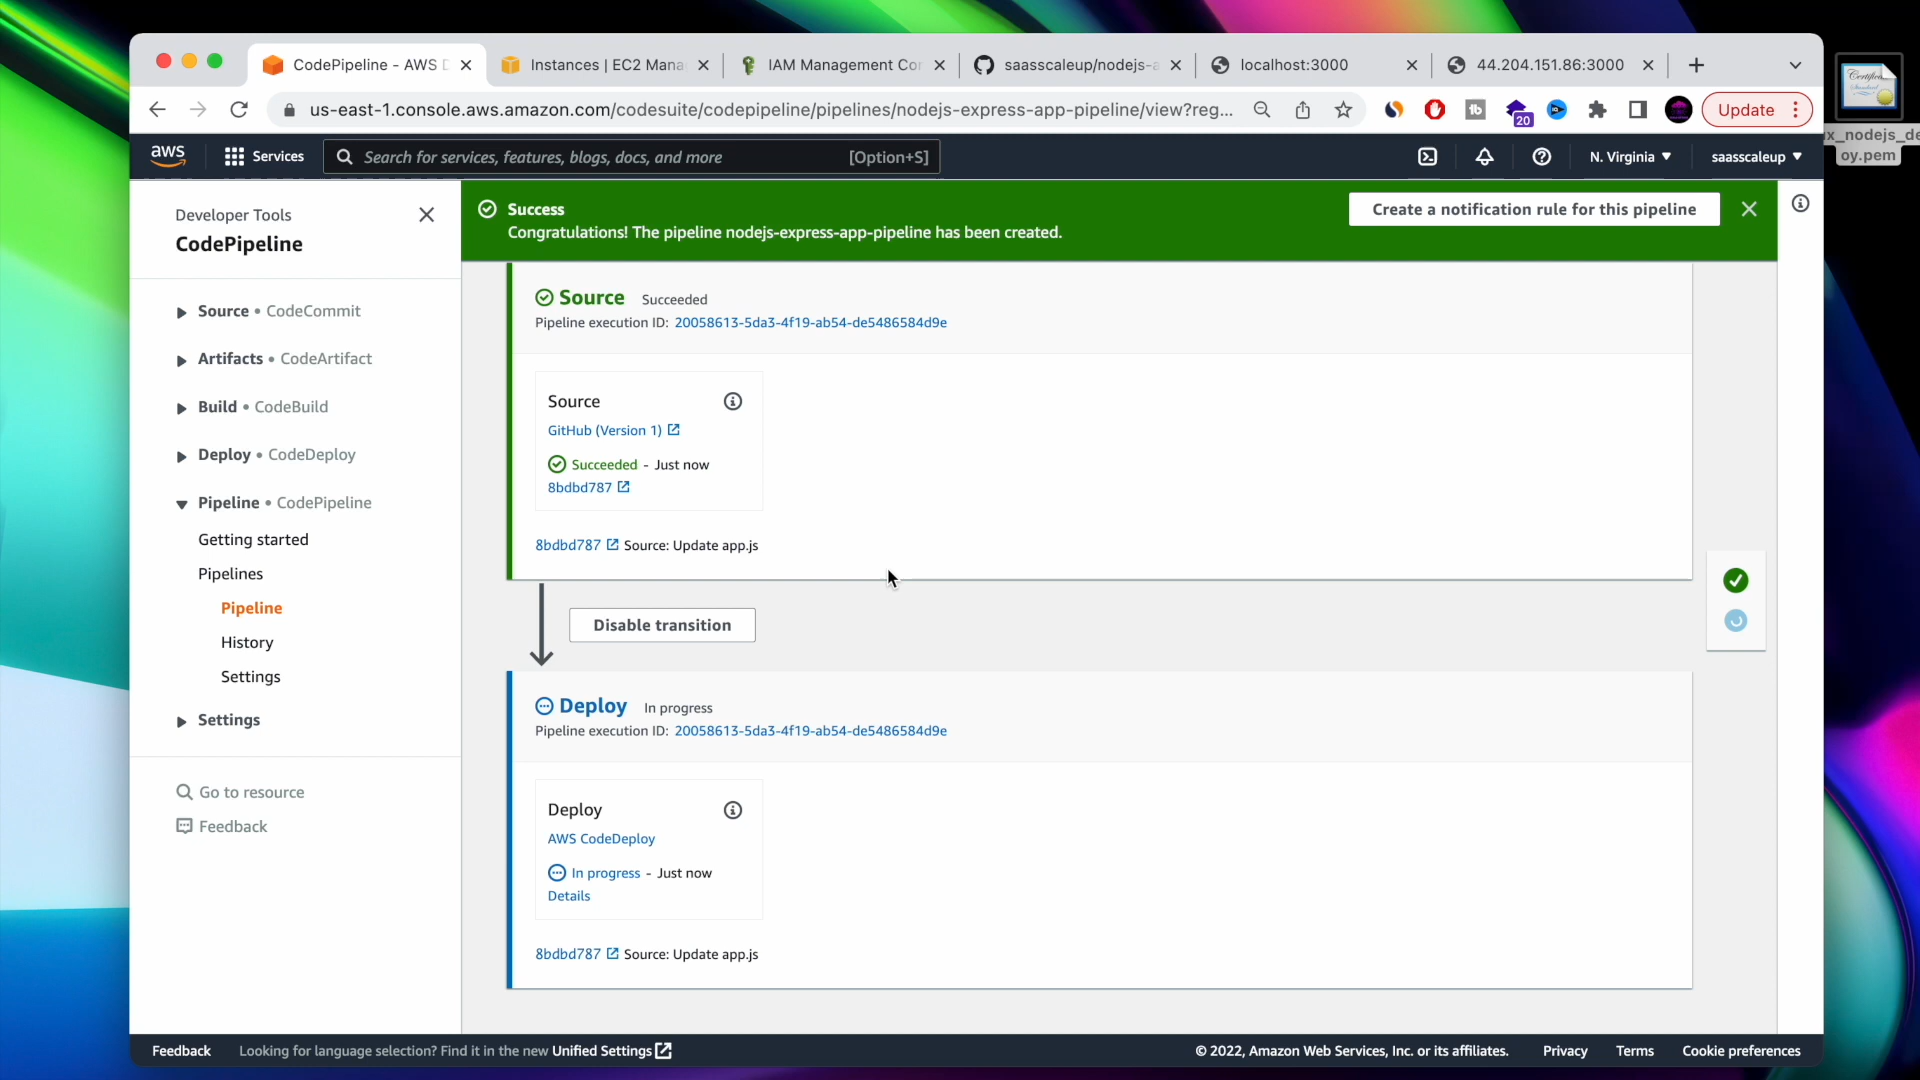 CodePipeline - AWS D
Instances | EC2 Mana
IAM Management Con
saasscaleup/nodejs-a
localhost:3000
44.204.151.86:3000
us-east-1.console.aws.amazon.com/codesuite/codepipeline/pipelines/nodejs-express-app-pipeline/view?reg...
tb
20
Update
x_nodejs_de
oy.pem
aws
Services
Search for services, features, blogs, docs, and more
[Option+S]
N. Virginia
saasscaleup
Developer Tools
CodePipeline
Source • CodeCommit
Artifacts • CodeArtifact
Build • CodeBuild
Deploy • CodeDeploy
Pipeline • CodePipeline
Getting started
Pipelines
Pipeline
History
Settings
Settings
Go to resource
Feedback
Success
Congratulations! The pipeline nodejs-express-app-pipeline has been created.
Create a notification rule for this pipeline
Source Succeeded
Pipeline execution ID: 20058613-5da3-4f19-ab54-de5486584d9e
Source
GitHub (Version 1)
Succeeded - Just now
8bdbd787
8bdbd787 Source: Update app.js
Disable transition
Deploy In progress
Pipeline execution ID: 20058613-5da3-4f19-ab54-de5486584d9e
Deploy
AWS CodeDeploy
In progress - Just now
Details
8bdbd787 Source: Update app.js
Feedback
Looking for language selection? Find it in the new Unified Settings
© 2022, Amazon Web Services, Inc. or its affiliates.
Privacy
Terms
Cookie preferences